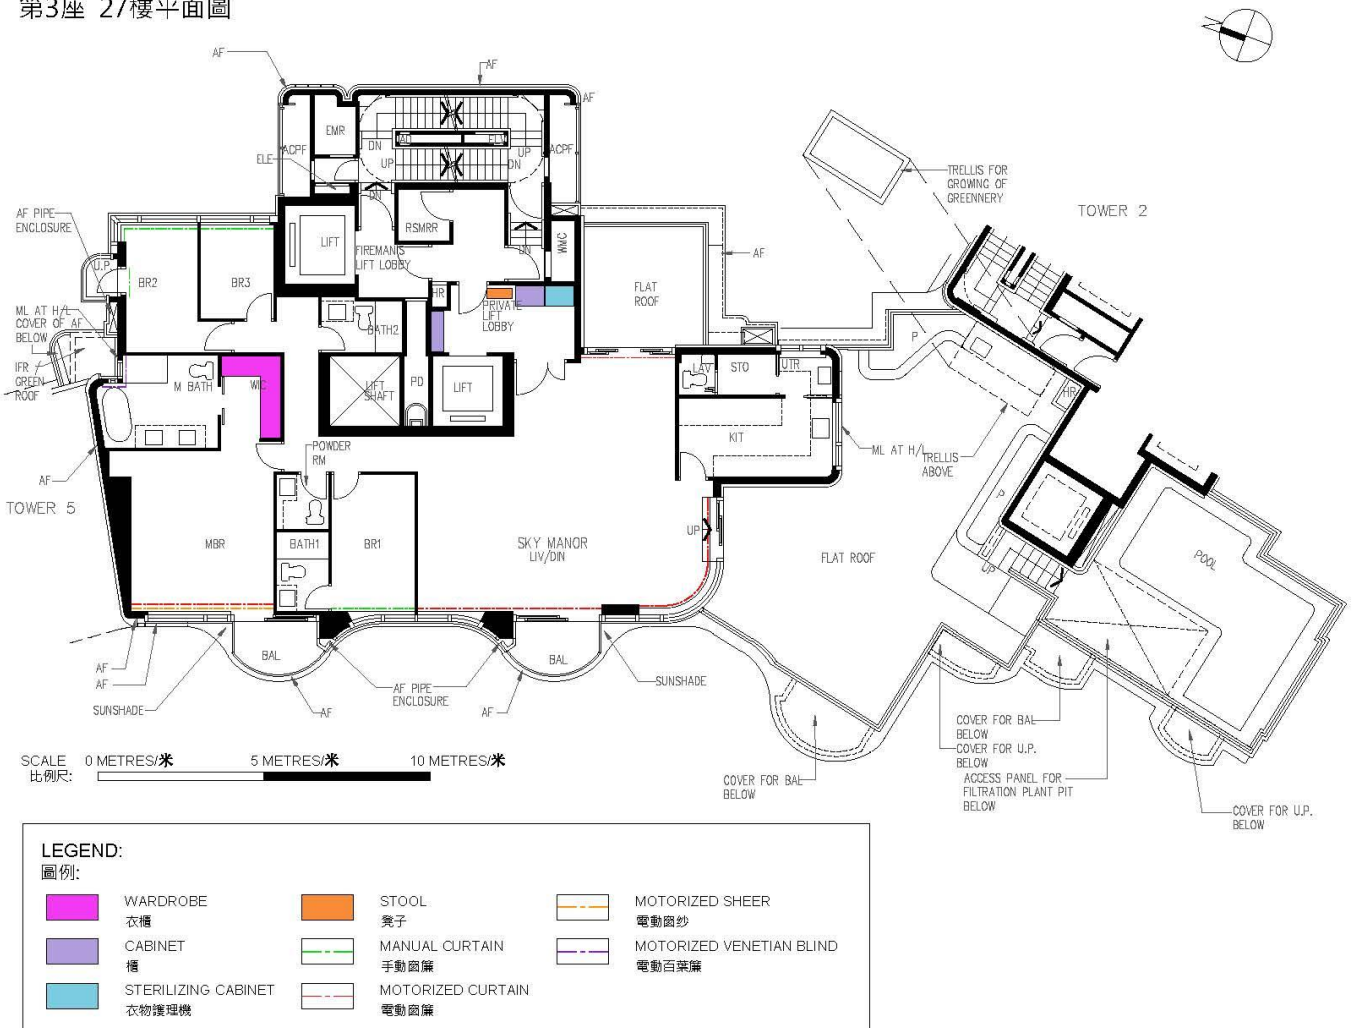 第3座 27樓平面圖
AF
AF
AF
EMR
DN
AD
ELV
UP
UP
DN
ACPF
ACPF
ELE
DN
TRELLIS FOR
GROWING OF
GREENNERY
TOWER 2
AF PIPE
ENCLOSURE
LIFT
RSMRR
FIREMAN'S
LIFT LOBBY
DN
WMC
AF
U.P.
BR2
BR3
HR
PRIVATE
LIFT
LOBBY
FLAT
ROOF
ML AT H/L
COVER OF AF
BELOW
BATH2
P
IFR /
GREEN
ROOF
M BATH
WIC
LIFT
SHAFT
PD
LIFT
LAV
STO
UTR
HR
KIT
ML AT H/L
TRELLIS
ABOVE
POWDER
RM
AF
TOWER 5
MBR
BATH1
BR1
SKY MANOR
LIV/DIN
UP
FLAT ROOF
P
UP
POOL
BAL
BAL
AF
AF
SUNSHADE
AF
AF PIPE
ENCLOSURE
AF
SUNSHADE
COVER FOR BAL
BELOW
COVER FOR BAL
BELOW
COVER FOR U.P.
BELOW
ACCESS PANEL FOR
FILTRATION PLANT PIT
BELOW
COVER FOR U.P.
BELOW
SCALE 0 METRES/米 5 METRES/米 10 METRES/米
比例尺:
LEGEND:
圖例:
WARDROBE
衣櫃
STOOL
凳子
MOTORIZED SHEER
電動窗紗
CABINET
櫃
MANUAL CURTAIN
手動窗簾
MOTORIZED VENETIAN BLIND
電動百葉簾
STERILIZING CABINET
衣物護理機
MOTORIZED CURTAIN
電動窗簾